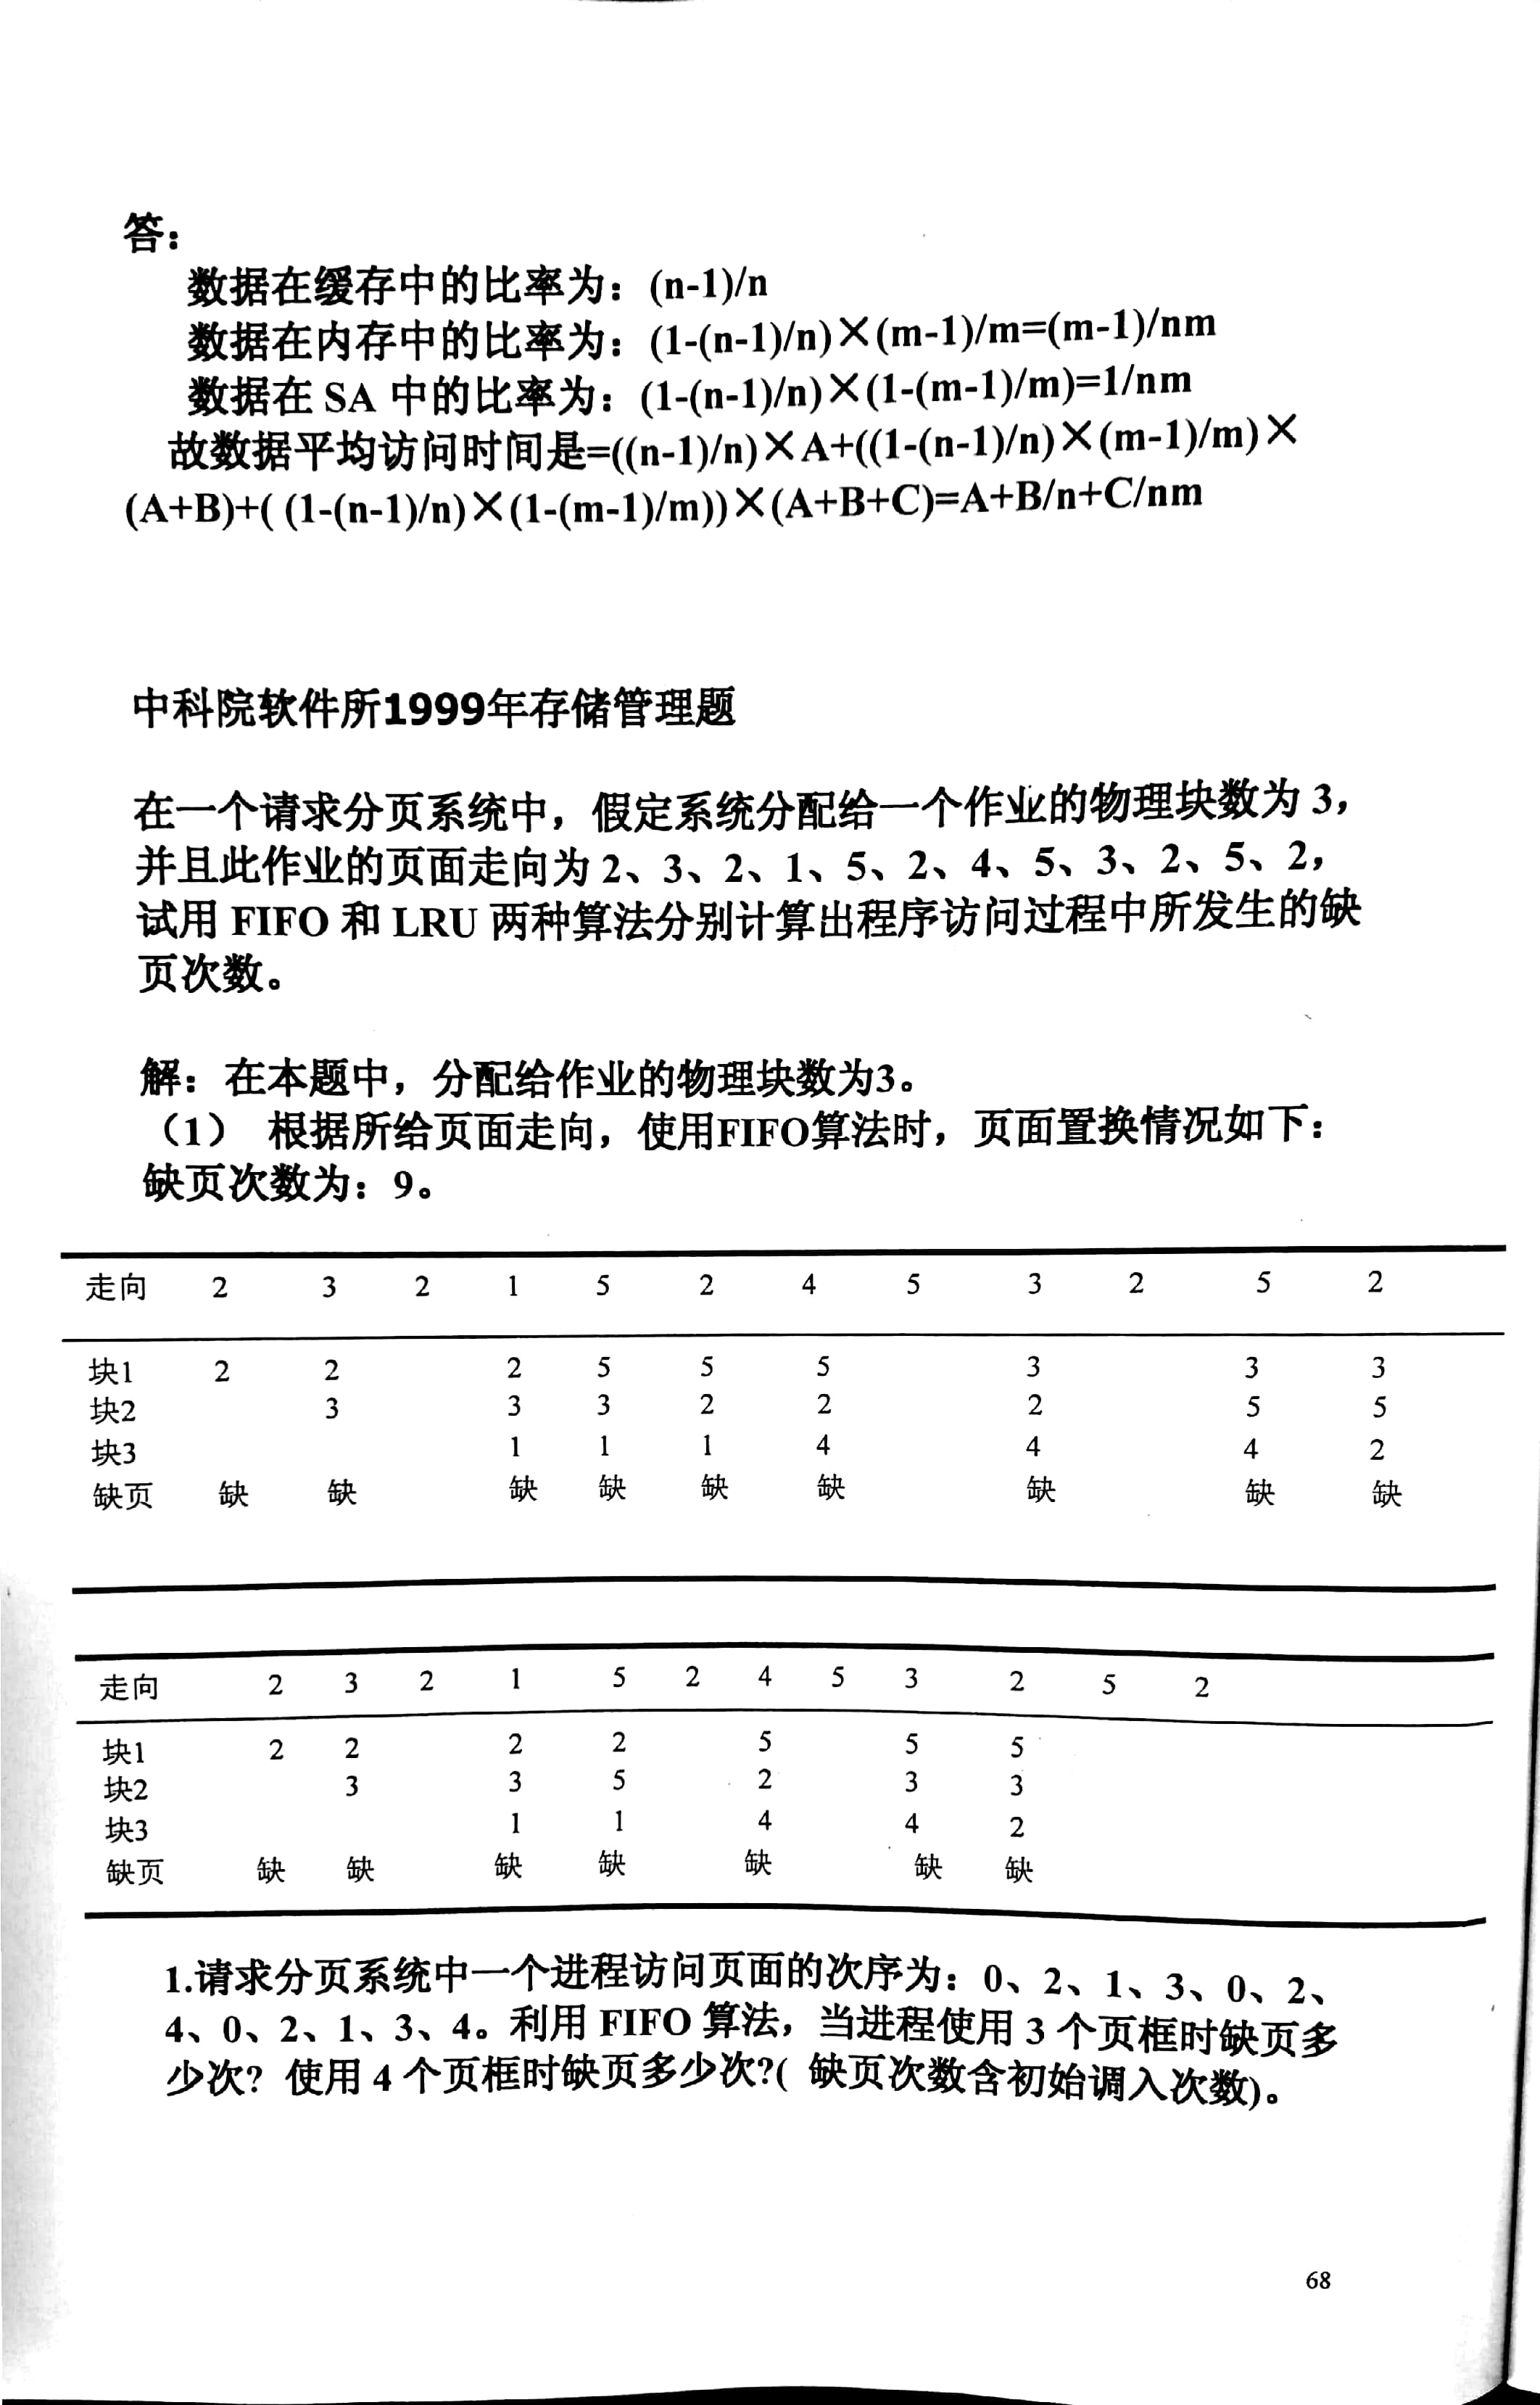 答：
数据在缓存中的比率为：(n-1)/n
数据在内存中的比率为：(1-(n-1)/n)×(m-1)/m=(m-1)/nm
数据在 SA 中的比率为：(1-(n-1)/n)×(1-(m-1)/m)=1/nm
故数据平均访问时间是=((n-1)/n)×A+((1-(n-1)/n)×(m-1)/m)×
(A+B)+( (1-(n-1)/n)×(1-(m-1)/m))×(A+B+C)=A+B/n+C/nm
中科院软件所1999年存储管理题
在一个请求分页系统中，假定系统分配给一个作业的物理块数为 3，
并且此作业的页面走向为 2、3、2、1、5、2、4、5、3、2、5、2，
试用 FIFO 和 LRU 两种算法分别计算出程序访问过程中所发生的缺
页次数。
解：在本题中，分配给作业的物理块数为3。
（1） 根据所给页面走向，使用FIFO算法时，页面置换情况如下：
缺页次数为：9。
走向 2 3 2 1 5 2 4 5 3 2 5 2
块1 2 2 2 5 5 5 3 3 3
块2 3 3 3 2 2 2 5 5
块3 1 1 1 4 4 4 2
缺页 缺 缺 缺 缺 缺 缺 缺 缺 缺
走向 2 3 2 1 5 2 4 5 3 2 5 2
块1 2 2 2 2 5 5 5
块2 3 3 5 2 3 3
块3 1 1 4 4 2
缺页 缺 缺 缺 缺 缺 缺 缺
1.请求分页系统中一个进程访问页面的次序为：0、2、1、3、0、2、
4、0、2、1、3、4。利用 FIFO 算法，当进程使用 3 个页框时缺页多
少次？使用 4 个页框时缺页多少次?( 缺页次数含初始调入次数)。
68